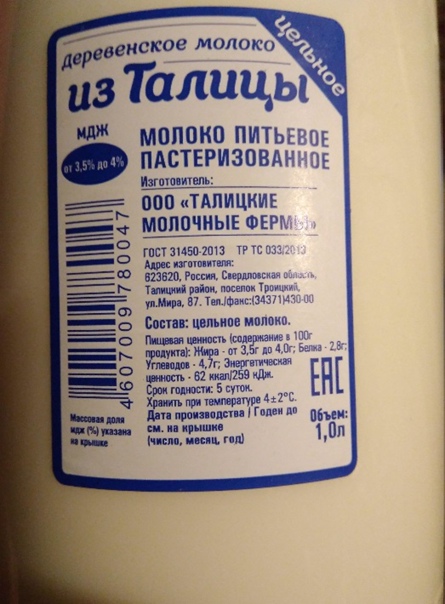 деревенское молоко
цельное
из Талицы
МДЖ
от 3,5% до 4%
МОЛОКО ПИТЬЕВОЕ
ПАСТЕРИЗОВАННОЕ
Изготовитель:
ООО «ТАЛИЦКИЕ
МОЛОЧНЫЕ ФЕРМЫ»
ГОСТ 31450-2013 ТР ТС 033/2013
Адрес изготовителя:
623620, Россия, Свердловская область,
Талицкий район, поселок Троицкий,
ул.Мира, 87. Тел./факс:(34371)430-00
Состав: цельное молоко.
Пищевая ценность (содержание в 100г
продукта): Жира - от 3,5г до 4,0г; Белка - 2,8г;
Углеводов - 4,7г; Энергетическая
ценность - 62 ккал/259 кДж.
Срок годности: 5 суток.
Хранить при температуре 4±2°С.
Дата производства / Годен до
см. на крышке
(число, месяц, год)
EAC
Объем:
1,0л
4 607009 780047
Массовая доля
мдж (%) указана
на крышке